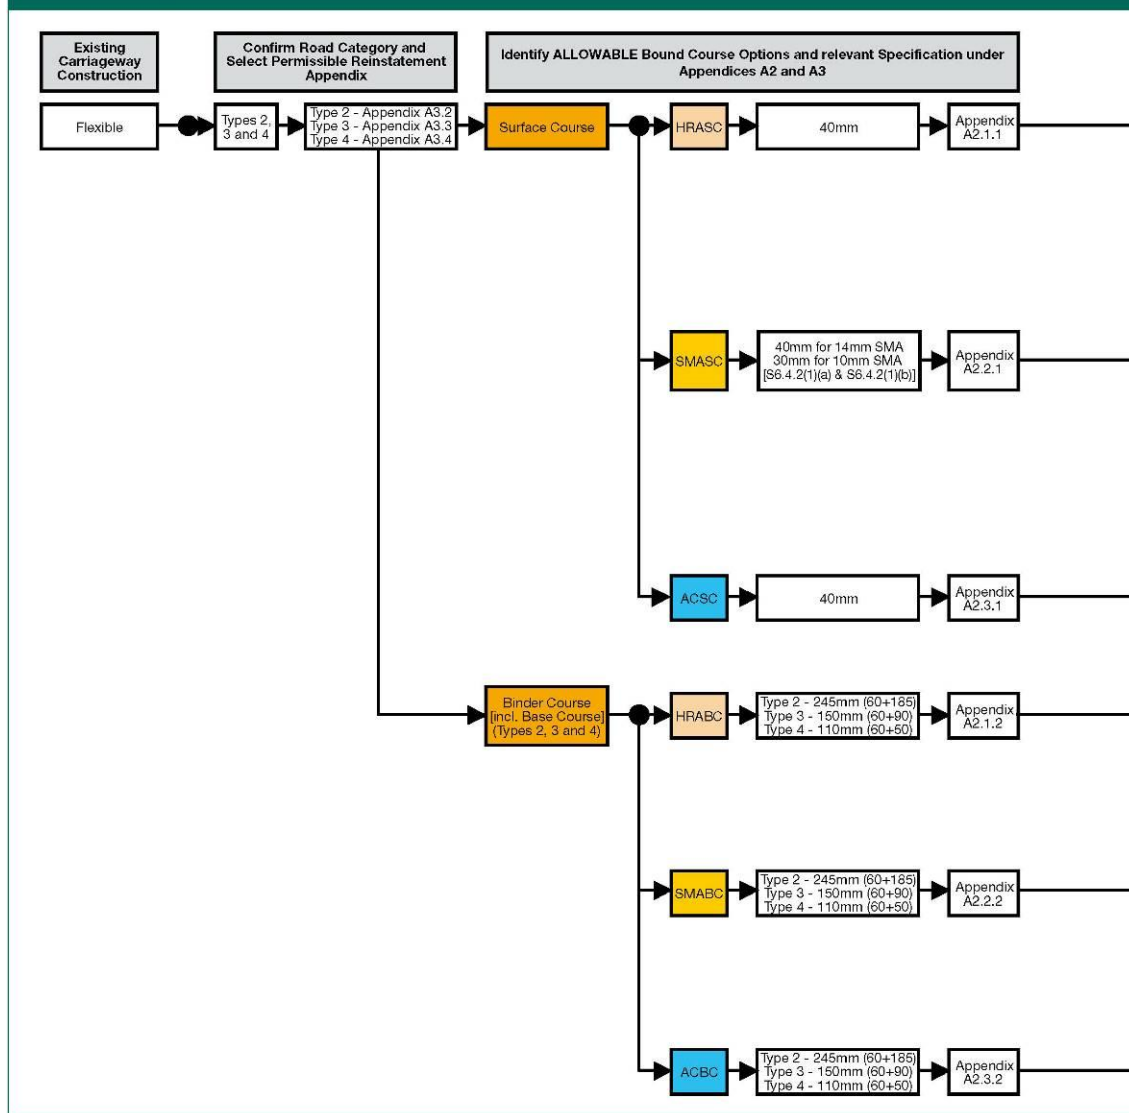 Existing
Carriageway
Construction
Confirm Road Category and
Select Permissible Reinstatement
Appendix
Identify ALLOWABLE Bound Course Options and relevant Specification under
Appendices A2 and A3
Flexible
Types 2,
3 and 4
Type 2 - Appendix A3.2
Type 3 - Appendix A3.3
Type 4 - Appendix A3.4
Surface Course
HRASC
40mm
Appendix
A2.1.1
SMASC
40mm for 14mm SMA
30mm for 10mm SMA
[S6.4.2(1)(a) & S6.4.2(1)(b)]
Appendix
A2.2.1
ACSC
40mm
Appendix
A2.3.1
Binder Course
[incl. Base Course]
(Types 2, 3 and 4)
HRABC
Type 2 - 245mm (60+185)
Type 3 - 150mm (60+90)
Type 4 - 110mm (60+50)
Appendix
A2.1.2
SMABC
Type 2 - 245mm (60+185)
Type 3 - 150mm (60+90)
Type 4 - 110mm (60+50)
Appendix
A2.2.2
ACBC
Type 2 - 245mm (60+185)
Type 3 - 150mm (60+90)
Type 4 - 110mm (60+50)
Appendix
A2.3.2